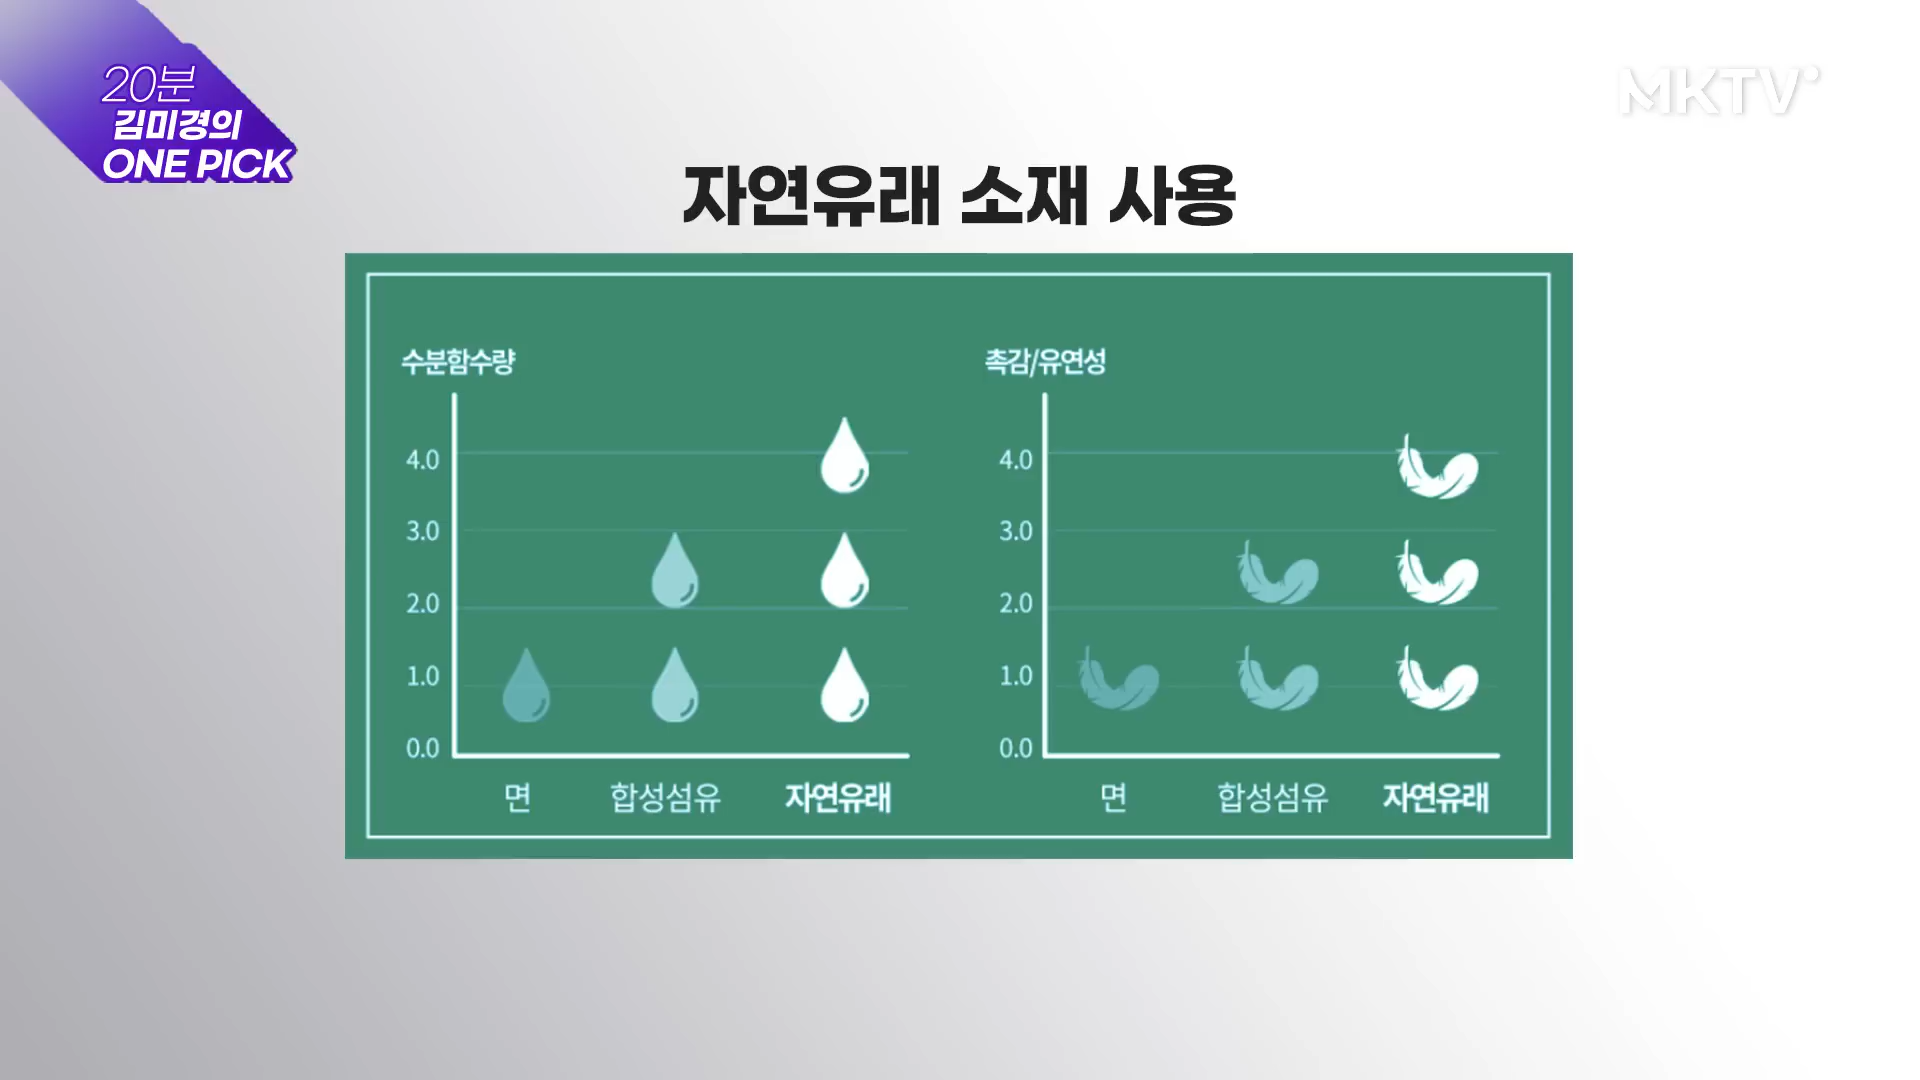 20분
김미경의
ONE PICK
MKTV
자연유래 소재 사용
수분함수량
4.0
3.0
2.0
1.0
0.0
면 합성섬유 자연유래
촉감/유연성
4.0
3.0
2.0
1.0
0.0
면 합성섬유 자연유래